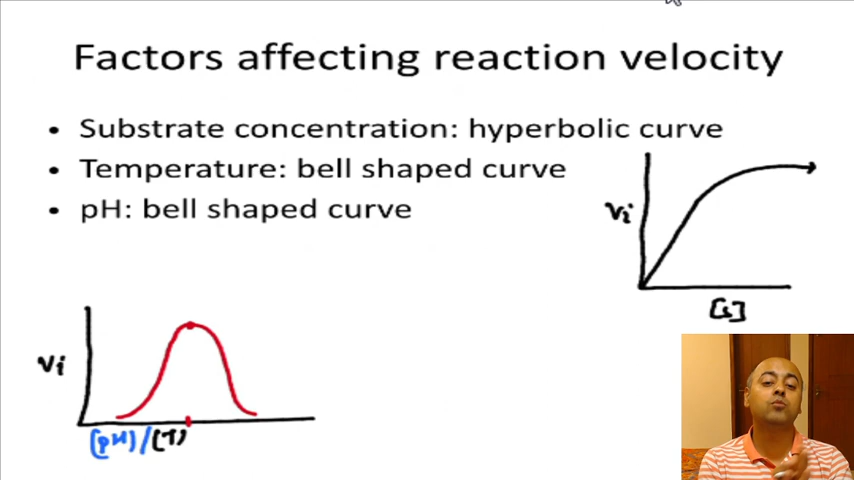 Factors affecting reaction velocity
• Substrate concentration: hyperbolic curve
• Temperature: bell shaped curve
• pH: bell shaped curve
Vi
[s]
Vi
(pH)/(T)